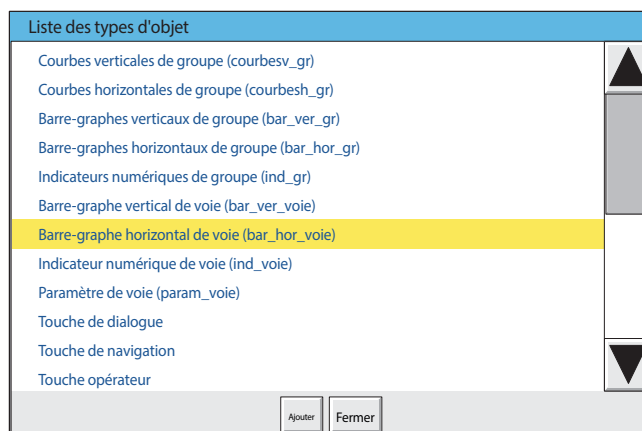 Liste des types d'objet
Courbes verticales de groupe (courbesv_gr)
Courbes horizontales de groupe (courbesh_gr)
Barre-graphes verticaux de groupe (bar_ver_gr)
Barre-graphes horizontaux de groupe (bar_hor_gr)
Indicateurs numériques de groupe (ind_gr)
Barre-graphe vertical de voie (bar_ver_voie)
Barre-graphe horizontal de voie (bar_hor_voie)
Indicateur numérique de voie (ind_voie)
Paramètre de voie (param_voie)
Touche de dialogue
Touche de navigation
Touche opérateur
Ajouter Fermer